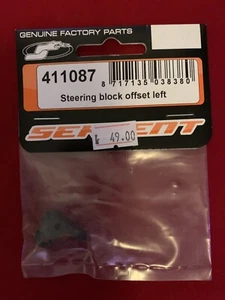 GENUINE FACTORY PARTS
411087
8 717135 038380
Steering block offset left
SERPENT
49.00